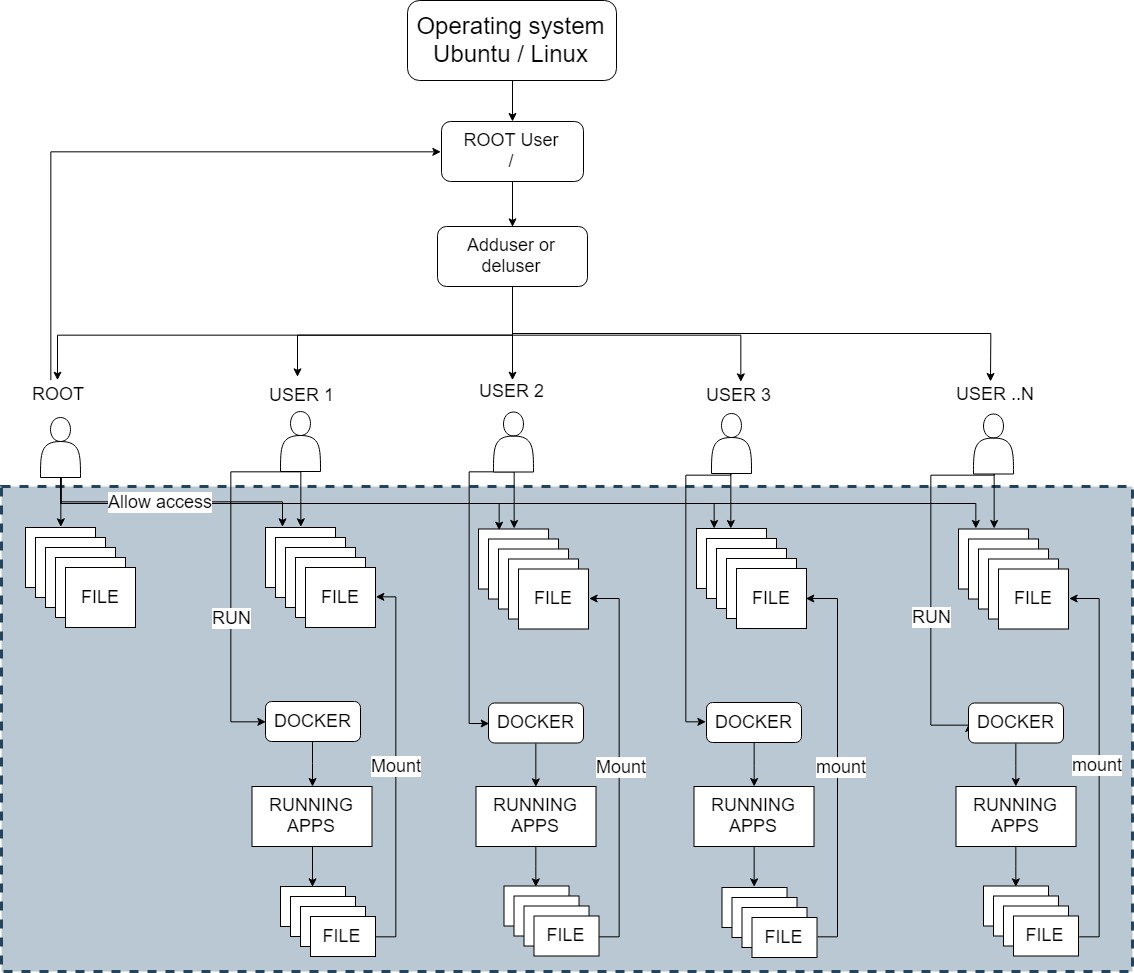 Operating system
Ubuntu / Linux
ROOT User
/
Adduser or
deluser
ROOT
USER 1
USER 2
USER 3
USER ..N
Allow access
FILE
FILE
FILE
FILE
FILE
RUN
RUN
DOCKER
DOCKER
DOCKER
DOCKER
Mount
Mount
mount
mount
RUNNING
APPS
RUNNING
APPS
RUNNING
APPS
RUNNING
APPS
FILE
FILE
FILE
FILE